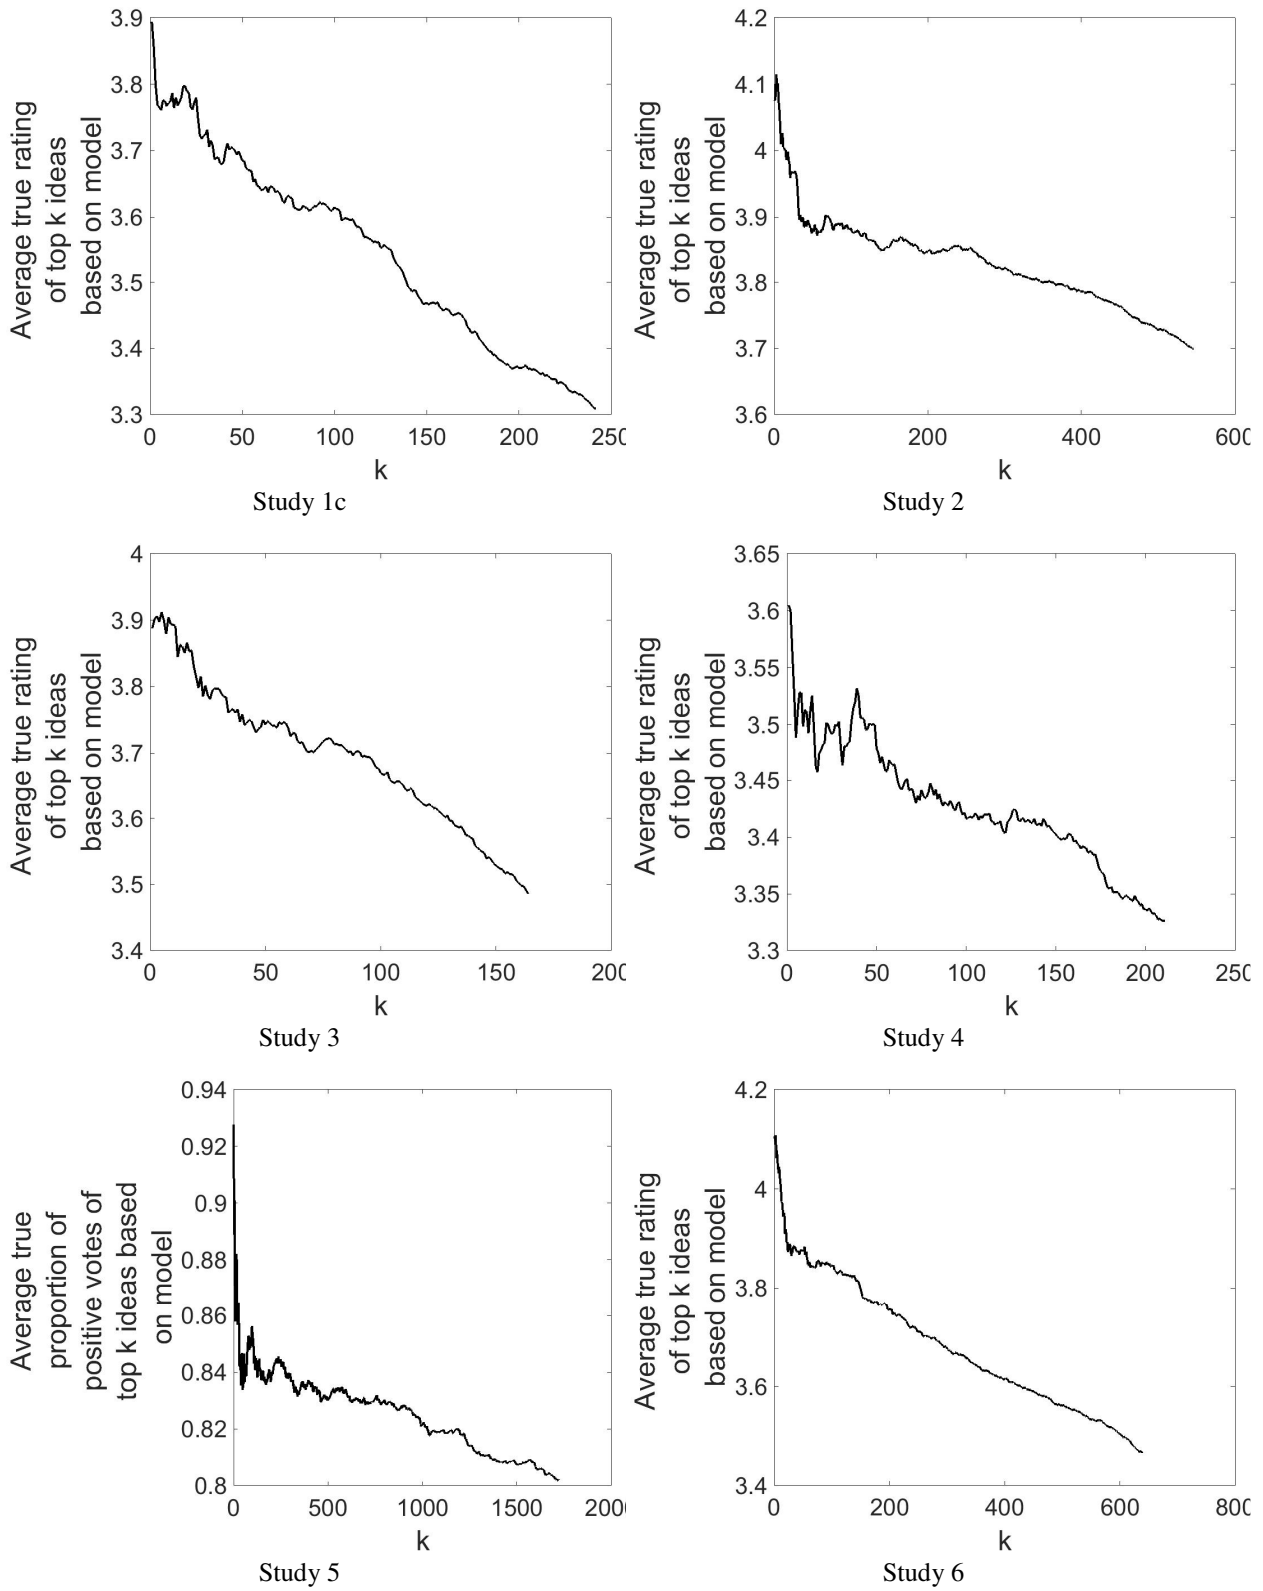 3.9
3.8
3.7
3.6
3.5
3.4
3.3
Average true rating
of top k ideas
based on model
0 50 100 150 200 250
k
Study 1c
4.2
4.1
4
3.9
3.8
3.7
3.6
Average true rating
of top k ideas
based on model
0 200 400 600
k
Study 2
4
3.9
3.8
3.7
3.6
3.5
3.4
Average true rating
of top k ideas
based on model
0 50 100 150 200
k
Study 3
3.65
3.6
3.55
3.5
3.45
3.4
3.35
3.3
Average true rating
of top k ideas
based on model
0 50 100 150 200 250
k
Study 4
0.94
0.92
0.9
0.88
0.86
0.84
0.82
0.8
Average true
proportion of
positive votes of
top k ideas based
on model
0 500 1000 1500 2000
k
Study 5
4.2
4
3.8
3.6
3.4
Average true rating
of top k ideas
based on model
0 200 400 600 800
k
Study 6